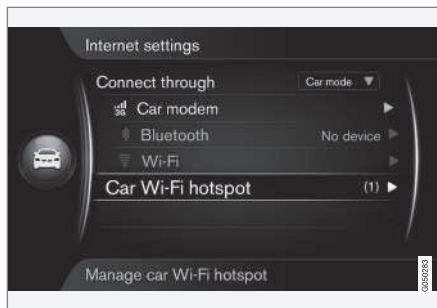 Internet settings
Connect through Car mode
3G Car modem
Bluetooth No device
Wi-Fi
Car Wi-Fi hotspot (1)
Manage car Wi-Fi hotspot
G050283